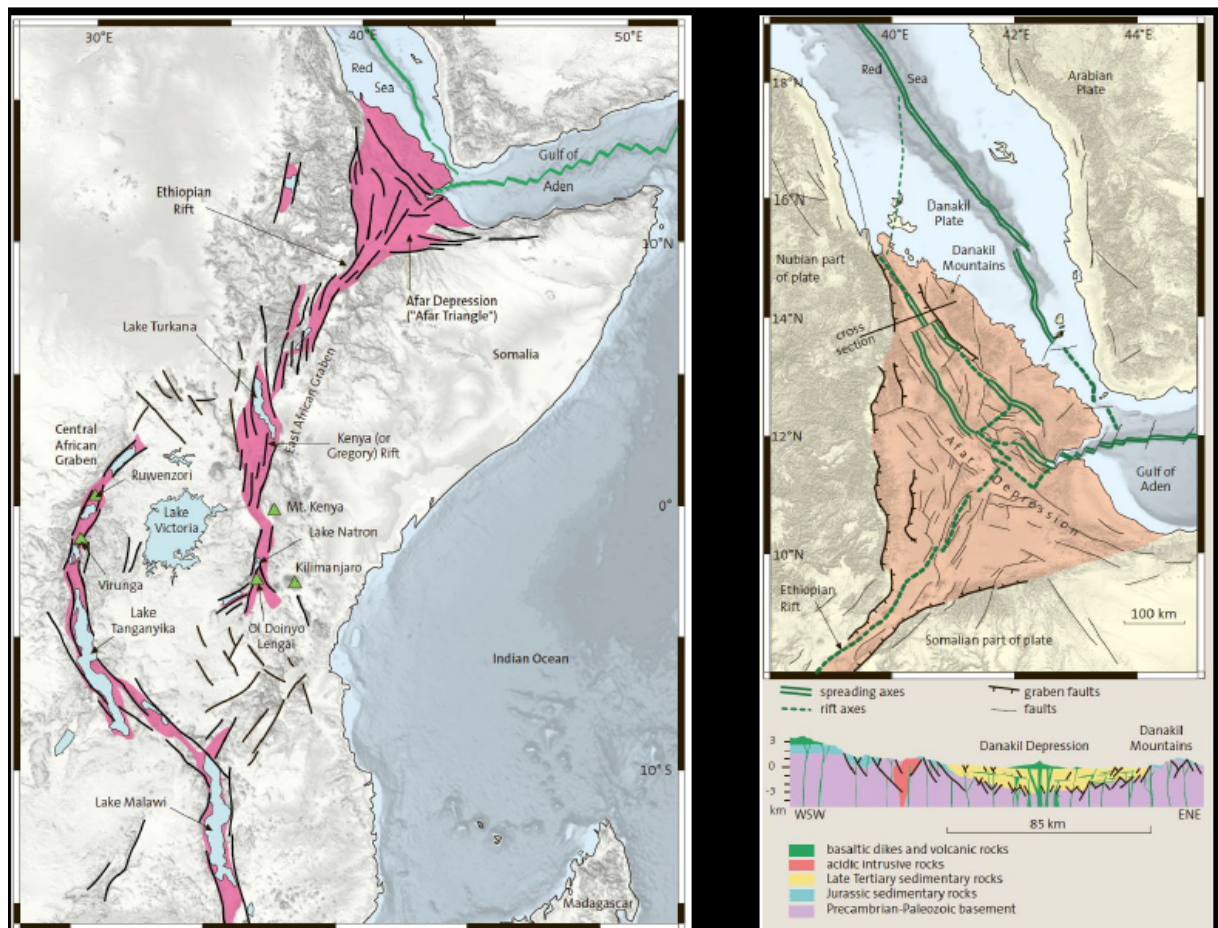 30°E
40°E
50°E
Red
Sea
Gulf of
Aden
Ethiopian
Rift
10°N
Afar Depression
("Afar Triangle")
Lake Turkana
Somalia
East African Graben
Central
African
Graben
Kenya (or
Gregory) Rift
Ruwenzori
Lake
Victoria
Mt. Kenya
0°
Lake Natron
Kilimanjaro
Virunga
Lake
Tanganyika
Ol Doinyo
Lengai
Indian Ocean
10° S
Lake Malawi
Madagascar
40°E
42°E
44°E
18°N
Red
Sea
Arabian
Plate
16°N
Danakil
Plate
Nubian part
of plate
Danakil
Mountains
14°N
cross
section
12°N
Afar Depression
Gulf of
Aden
10°N
Ethiopian
Rift
100 km
Somalian part of plate
spreading axes
graben faults
rift axes
faults
Danakil Depression
Danakil
Mountains
3
0
-3
km
WSW
85 km
ENE
basaltic dikes and volcanic rocks
acidic intrusive rocks
Late Tertiary sedimentary rocks
Jurassic sedimentary rocks
Precambrian-Paleozoic basement